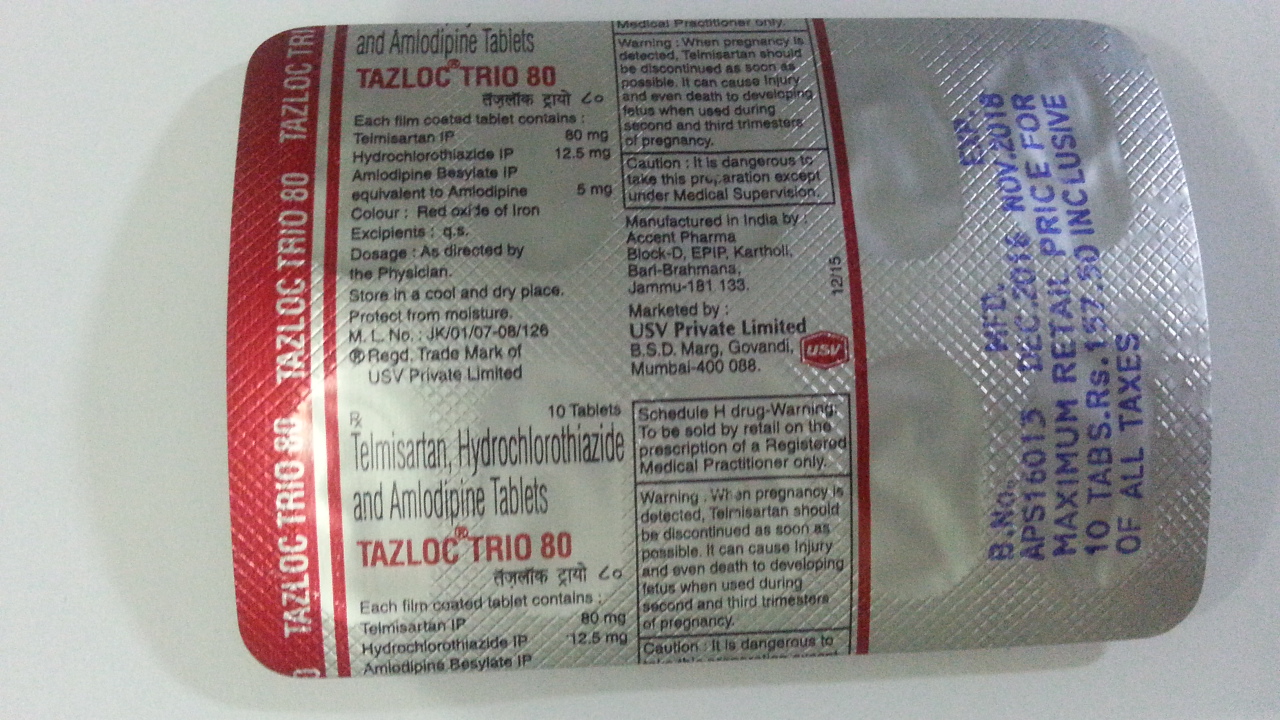 TAZLOC TRIO 80 TAZLOC TRIO 80 TAZLOC TRIO 80 TAZLOC TRI
and Amlodipine Tablets
TAZLOC® TRIO 80
तॅज़लॉक ट्रायो ८०
Each film coated tablet contains :
Telmisartan IP 80 mg
Hydrochlorothiazide IP 12.5 mg
Amlodipine Besylate IP
equivalent to Amlodipine 5 mg
Colour : Red oxide of Iron
Excipients : q.s.
Dosage : As directed by
the Physician.
Store in a cool and dry place.
Protect from moisture.
M. L. No. : JK/01/07-08/126
® Regd. Trade Mark of
USV Private Limited
Medical Practitioner only.
Warning : When pregnancy is
detected, Telmisartan should
be discontinued as soon as
possible. It can cause Injury
and even death to developing
fetus when used during
second and third trimesters
of pregnancy.
Caution : It is dangerous to
take this preparation except
under Medical Supervision.
Manufactured in India by :
Accent Pharma
Block-D, EPIP, Kartholi,
Bari-Brahmana,
Jammu-181 133.
12/15
Marketed by :
USV Private Limited
B.S.D. Marg, Govandi,
Mumbai-400 088.
USV
Rx 10 Tablets
Telmisartan, Hydrochlorothiazide
and Amlodipine Tablets
TAZLOC® TRIO 80
तॅज़लॉक ट्रायो ८०
Each film coated tablet contains :
Telmisartan IP 80 mg
Hydrochlorothiazide IP 12.5 mg
Amlodipine Besylate IP
Schedule H drug-Warning:
To be sold by retail on the
prescription of a Registered
Medical Practitioner only.
Warning : When pregnancy is
detected, Telmisartan should
be discontinued as soon as
possible. It can cause Injury
and even death to developing
fetus when used during
second and third trimesters
of pregnancy.
Caution : It is dangerous to
take this preparation except
B.No. MFD. EXP.
APS16013 DEC.2016 NOV.2018
MAXIMUM RETAIL PRICE FOR
10 TABS.Rs.157.50 INCLUSIVE
OF ALL TAXES